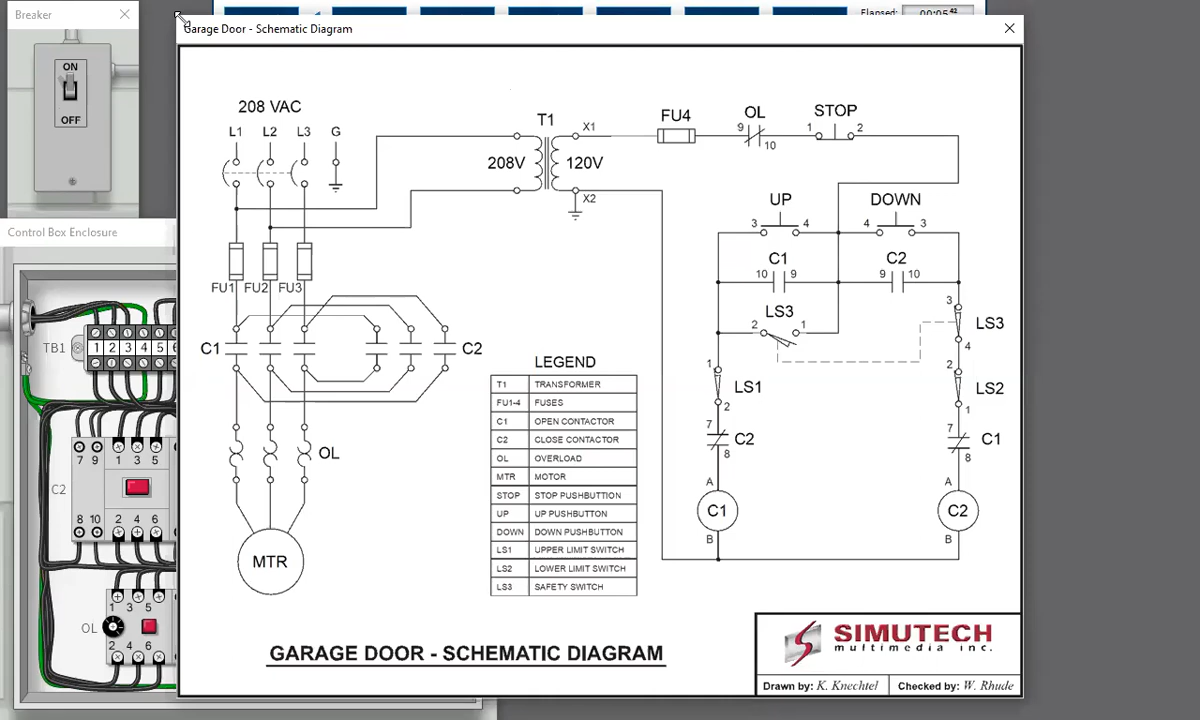 Breaker
Elapsed: 00:05 42
Garage Door - Schematic Diagram
ON
OFF
208 VAC
L1 L2 L3 G
T1
X1
208V 120V
X2
FU4
OL
9 10
STOP
1 2
UP
3 4
DOWN
4 3
C1
10 9
C2
9 10
LS3
2 1
3
LS3
4
FU1 FU2 FU3
C1
C2
1
LS1
2
2
LS2
1
7
C2
8
7
C1
8
OL
A
C1
B
A
C2
B
MTR
LEGEND
T1 TRANSFORMER
FU1-4 FUSES
C1 OPEN CONTACTOR
C2 CLOSE CONTACTOR
OL OVERLOAD
MTR MOTOR
STOP STOP PUSHBUTTION
UP UP PUSHBUTTON
DOWN DOWN PUSHBUTTON
LS1 UPPER LIMIT SWITCH
LS2 LOWER LIMIT SWITCH
LS3 SAFETY SWITCH
GARAGE DOOR - SCHEMATIC DIAGRAM
SIMUTECH
multimedia inc.
Drawn by: K. Knechtel Checked by: W. Rhude
Control Box Enclosure
TB1
1 2 3 4 5
7 9 1 3 5
C2
8 10 2 4 6
1 3 5
OL
2 4 6